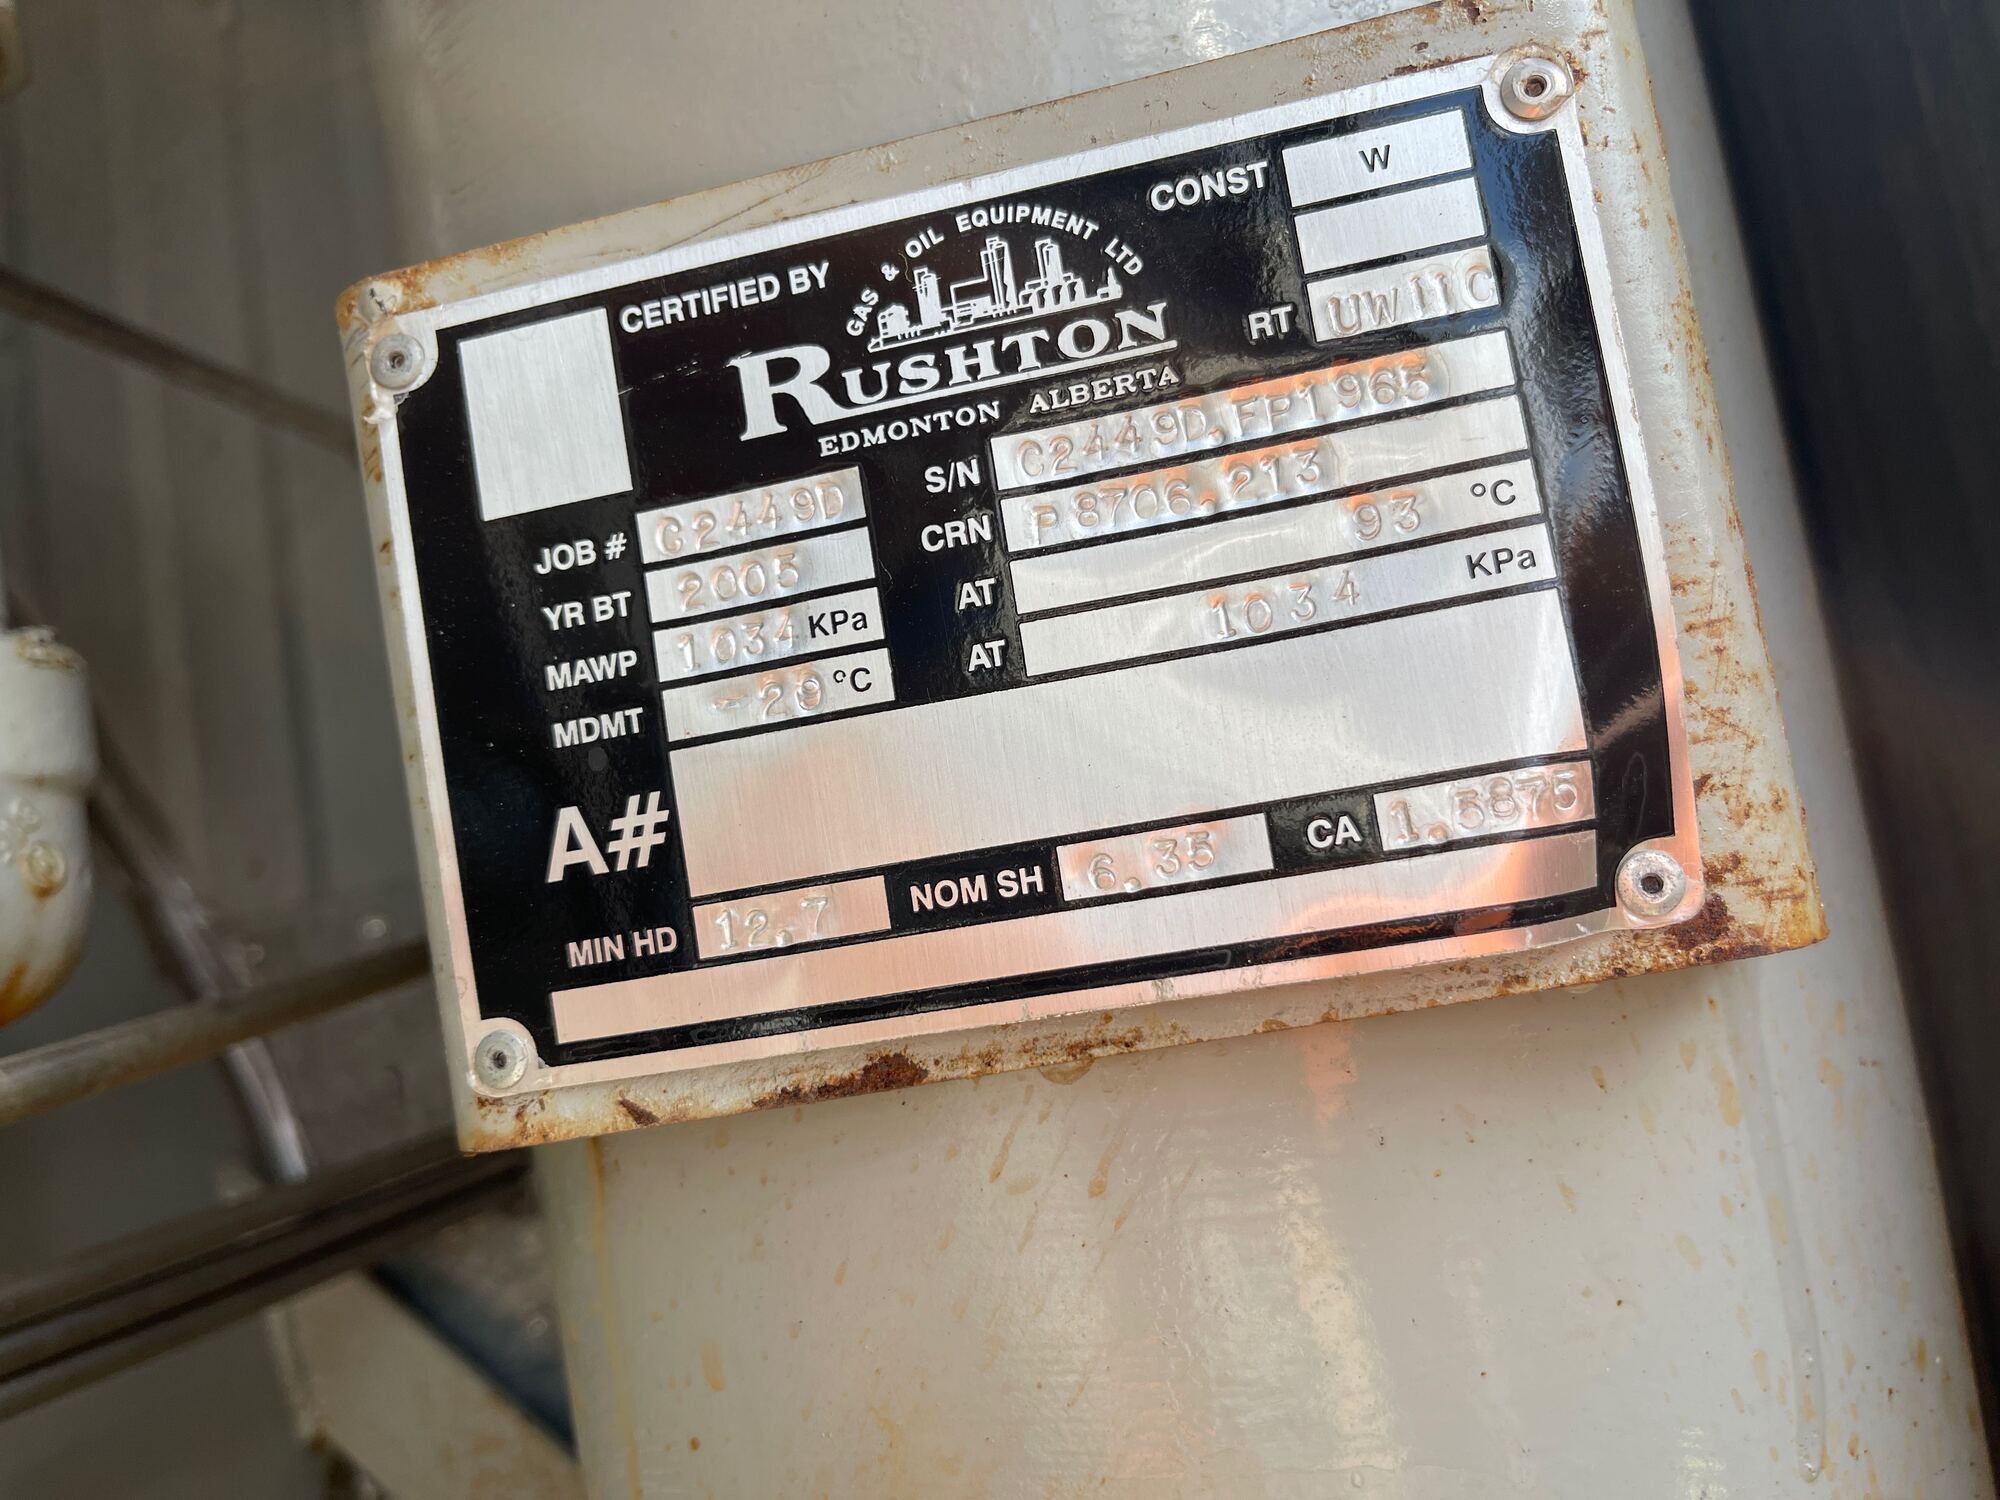 CONST W
GAS & OIL EQUIPMENT LTD
CERTIFIED BY
RUSHTON
EDMONTON ALBERTA
RT UW11C
S/N C2449D.FP1965
JOB # C2449D
CRN P8706.213
YR BT 2005
AT 93 °C
MAWP 1034 KPa
AT 1034 KPa
MDMT -29 °C
A#
MIN HD 12.7 NOM SH 6.35 CA 1.5875